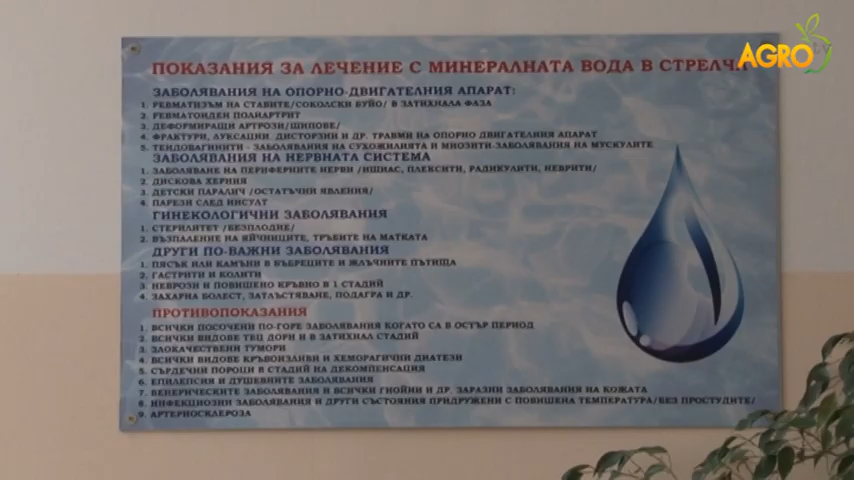 AGRO tv
ПОКАЗАНИЯ ЗА ЛЕЧЕНИЕ С МИНЕРАЛНАТА ВОДА В СТРЕЛЧА
ЗАБОЛЯВАНИЯ НА ОПОРНО-ДВИГАТЕЛНИЯ АПАРАТ:
1. РЕВМАТИЗЪМ НА СТАВИТЕ/СОКОЛСКИ БУЙО/ В ЗАТИХНАЛА ФАЗА
2. РЕВМАТОИДЕН ПОЛИАРТРИТ
3. ДЕФОРМИРАЩИ АРТРОЗИ/ШИПОВЕ/
4. ФРАКТУРИ, ЛУКСАЦИИ, ДИСТОРЗИИ И ДР. ТРАВМИ НА ОПОРНО ДВИГАТЕЛНИЯ АПАРАТ
5. ТЕНДОВАГИНИТИ - ЗАБОЛЯВАНИЯ НА СУХОЖИЛИЯТА И МИОЗИТИ-ЗАБОЛЯВАНИЯ НА МУСКУЛИТЕ
ЗАБОЛЯВАНИЯ НА НЕРВНАТА СИСТЕМА
1. ЗАБОЛЯВАНЕ НА ПЕРИФЕРНИТЕ НЕРВИ /ИШИАС, ПЛЕКСИТИ, РАДИКУЛИТИ, НЕВРИТИ/
2. ДИСКОВА ХЕРНИЯ
3. ДЕТСКИ ПАРАЛИЧ /ОСТАТЪЧНИ ЯВЛЕНИЯ/
4. ПАРЕЗИ СЛЕД ИНСУЛТ
ГИНЕКОЛОГИЧНИ ЗАБОЛЯВАНИЯ
1. СТЕРИЛИТЕТ /БЕЗПЛОДИЕ/
2. ВЪЗПАЛЕНИЕ НА ЯЙЧНИЦИТЕ, ТРЪБИТЕ НА МАТКАТА
ДРУГИ ПО-ВАЖНИ ЗАБОЛЯВАНИЯ
1. ПЯСЪК ИЛИ КАМЪНИ В БЪБРЕЦИТЕ И ЖЛЪЧНИТЕ ПЪТИЩА
2. ГАСТРИТИ И КОЛИТИ
3. НЕВРОЗИ И ПОВИШЕНО КРЪВНО В 1 СТАДИЙ
4. ЗАХАРНА БОЛЕСТ, ЗАТЛЪСТЯВАНЕ, ПОДАГРА И ДР.
ПРОТИВОПОКАЗАНИЯ
1. ВСИЧКИ ПОСОЧЕНИ ПО-ГОРЕ ЗАБОЛЯВАНИЯ КОГАТО СА В ОСТЪР ПЕРИОД
2. ВСИЧКИ ВИДОВЕ ТБЦ ДОРИ И В ЗАТИХНАЛ СТАДИЙ
3. ЗЛОКАЧЕСТВЕНИ ТУМОРИ
4. ВСИЧКИ ВИДОВЕ КРЪВОИЗЛИВИ И ХЕМОРАГИЧНИ ДИАТЕЗИ
5. СЪРДЕЧНИ ПОРОЦИ В СТАДИЙ НА ДЕКОМПЕНСАЦИЯ
6. ЕПИЛЕПСИЯ И ДУШЕВНИТЕ ЗАБОЛЯВАНИЯ
7. ВЕНЕРИЧЕСКИТЕ ЗАБОЛЯВАНИЯ И ВСИЧКИ ГНОЙНИ И ДР. ЗАРАЗНИ ЗАБОЛЯВАНИЯ НА КОЖАТА
8. ИНФЕКЦИОЗНИ ЗАБОЛЯВАНИЯ И ДРУГИ СЪСТОЯНИЯ ПРИДРУЖЕНИ С ПОВИШЕНА ТЕМПЕРАТУРА/БЕЗ ПРОСТУДИТЕ/
9. АРТЕРИОСКЛЕРОЗА